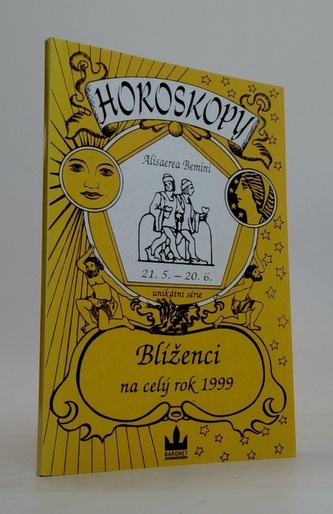 HOROSKOPY
Alisaerea Bemini
21. 5. – 20. 6.
unikátní série
Blíženci
na celý rok 1999
BARONET